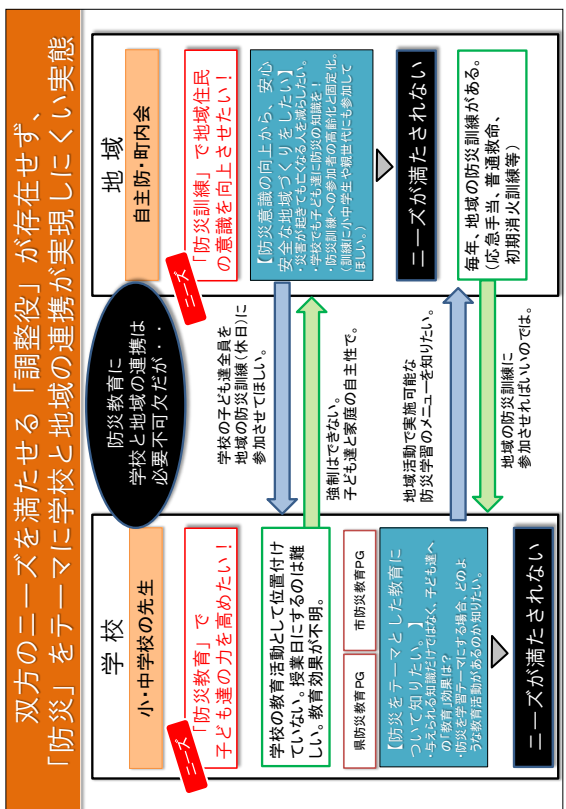 双方のニーズを満たせる「調整役」が存在せず、
「防災」をテーマに学校と地域の連携が実現しにくい実態
学校
小・中学校の先生
ニーズ
「防災教育」で
子ども達の力を高めたい！
学校の教育活動として位置付け
ていない。授業日にするのは難
しい。教育効果が不明。
県防災教育PG
市防災教育PG
【防災をテーマとした教育に
ついて知りたい。】
・与えられる知識だけではなく、子ども達へ
の「教育」効果は？
・防災を学習テーマにする場合、どのよ
うな教育活動があるのか知りたい。
ニーズが満たされない
防災教育に
学校と地域の連携は
必要不可欠だが・・
学校の子ども達全員を
地域の防災訓練(休日)に
参加させてほしい。
強制はできない。
子ども達と家庭の自主性で。
地域活動で実施可能な
防災学習のメニューを知りたい。
地域の防災訓練に
参加させればいいのでは。
地域
自主防・町内会
ニーズ
「防災訓練」で地域住民
の意識を向上させたい！
【防災意識の向上から、安心
安全な地域づくりをしたい】
・災害が起きても亡くなる人を減らしたい。
・学校でも子ども達に防災の知識を！
・防災訓練への参加者の高齢化と固定化。
(訓練に小中学生や親世代にも参加して
ほしい。)
ニーズが満たされない
毎年、地域の防災訓練がある。
(応急手当、普通救命、
初期消火訓練等)